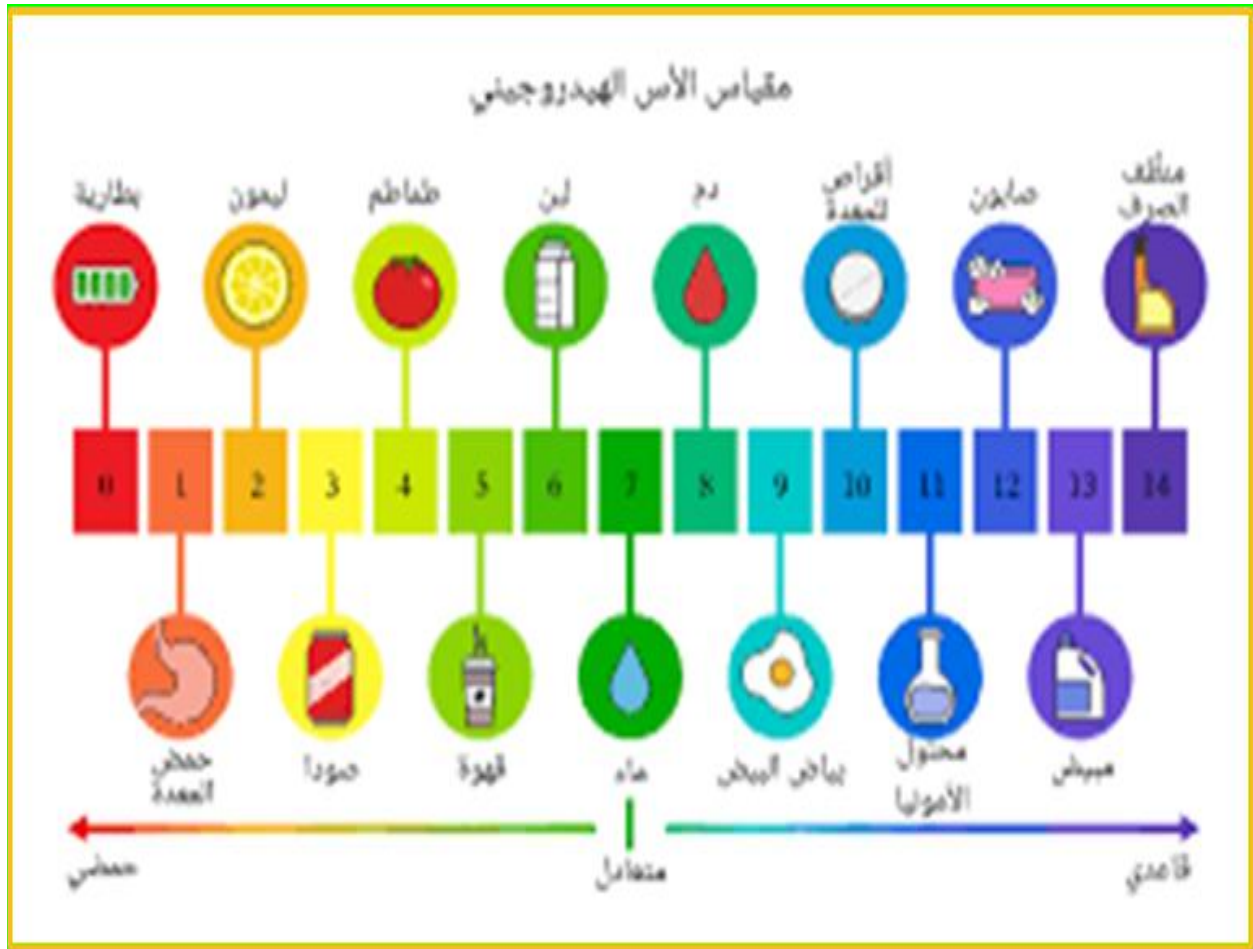 مقياس الأس الهيدروجيني
بطارية
ليمون
طماطم
لبن
دم
أقراص
للمعدة
صابون
منظف
الصرف
0 1 2 3 4 5 6 7 8 9 10 11 12 13 14
حمض
المعدة
صودا
قهوة
ماء
بياض البيض
محلول
الأمونيا
مبيض
حمضي
متعادل
قاعدي